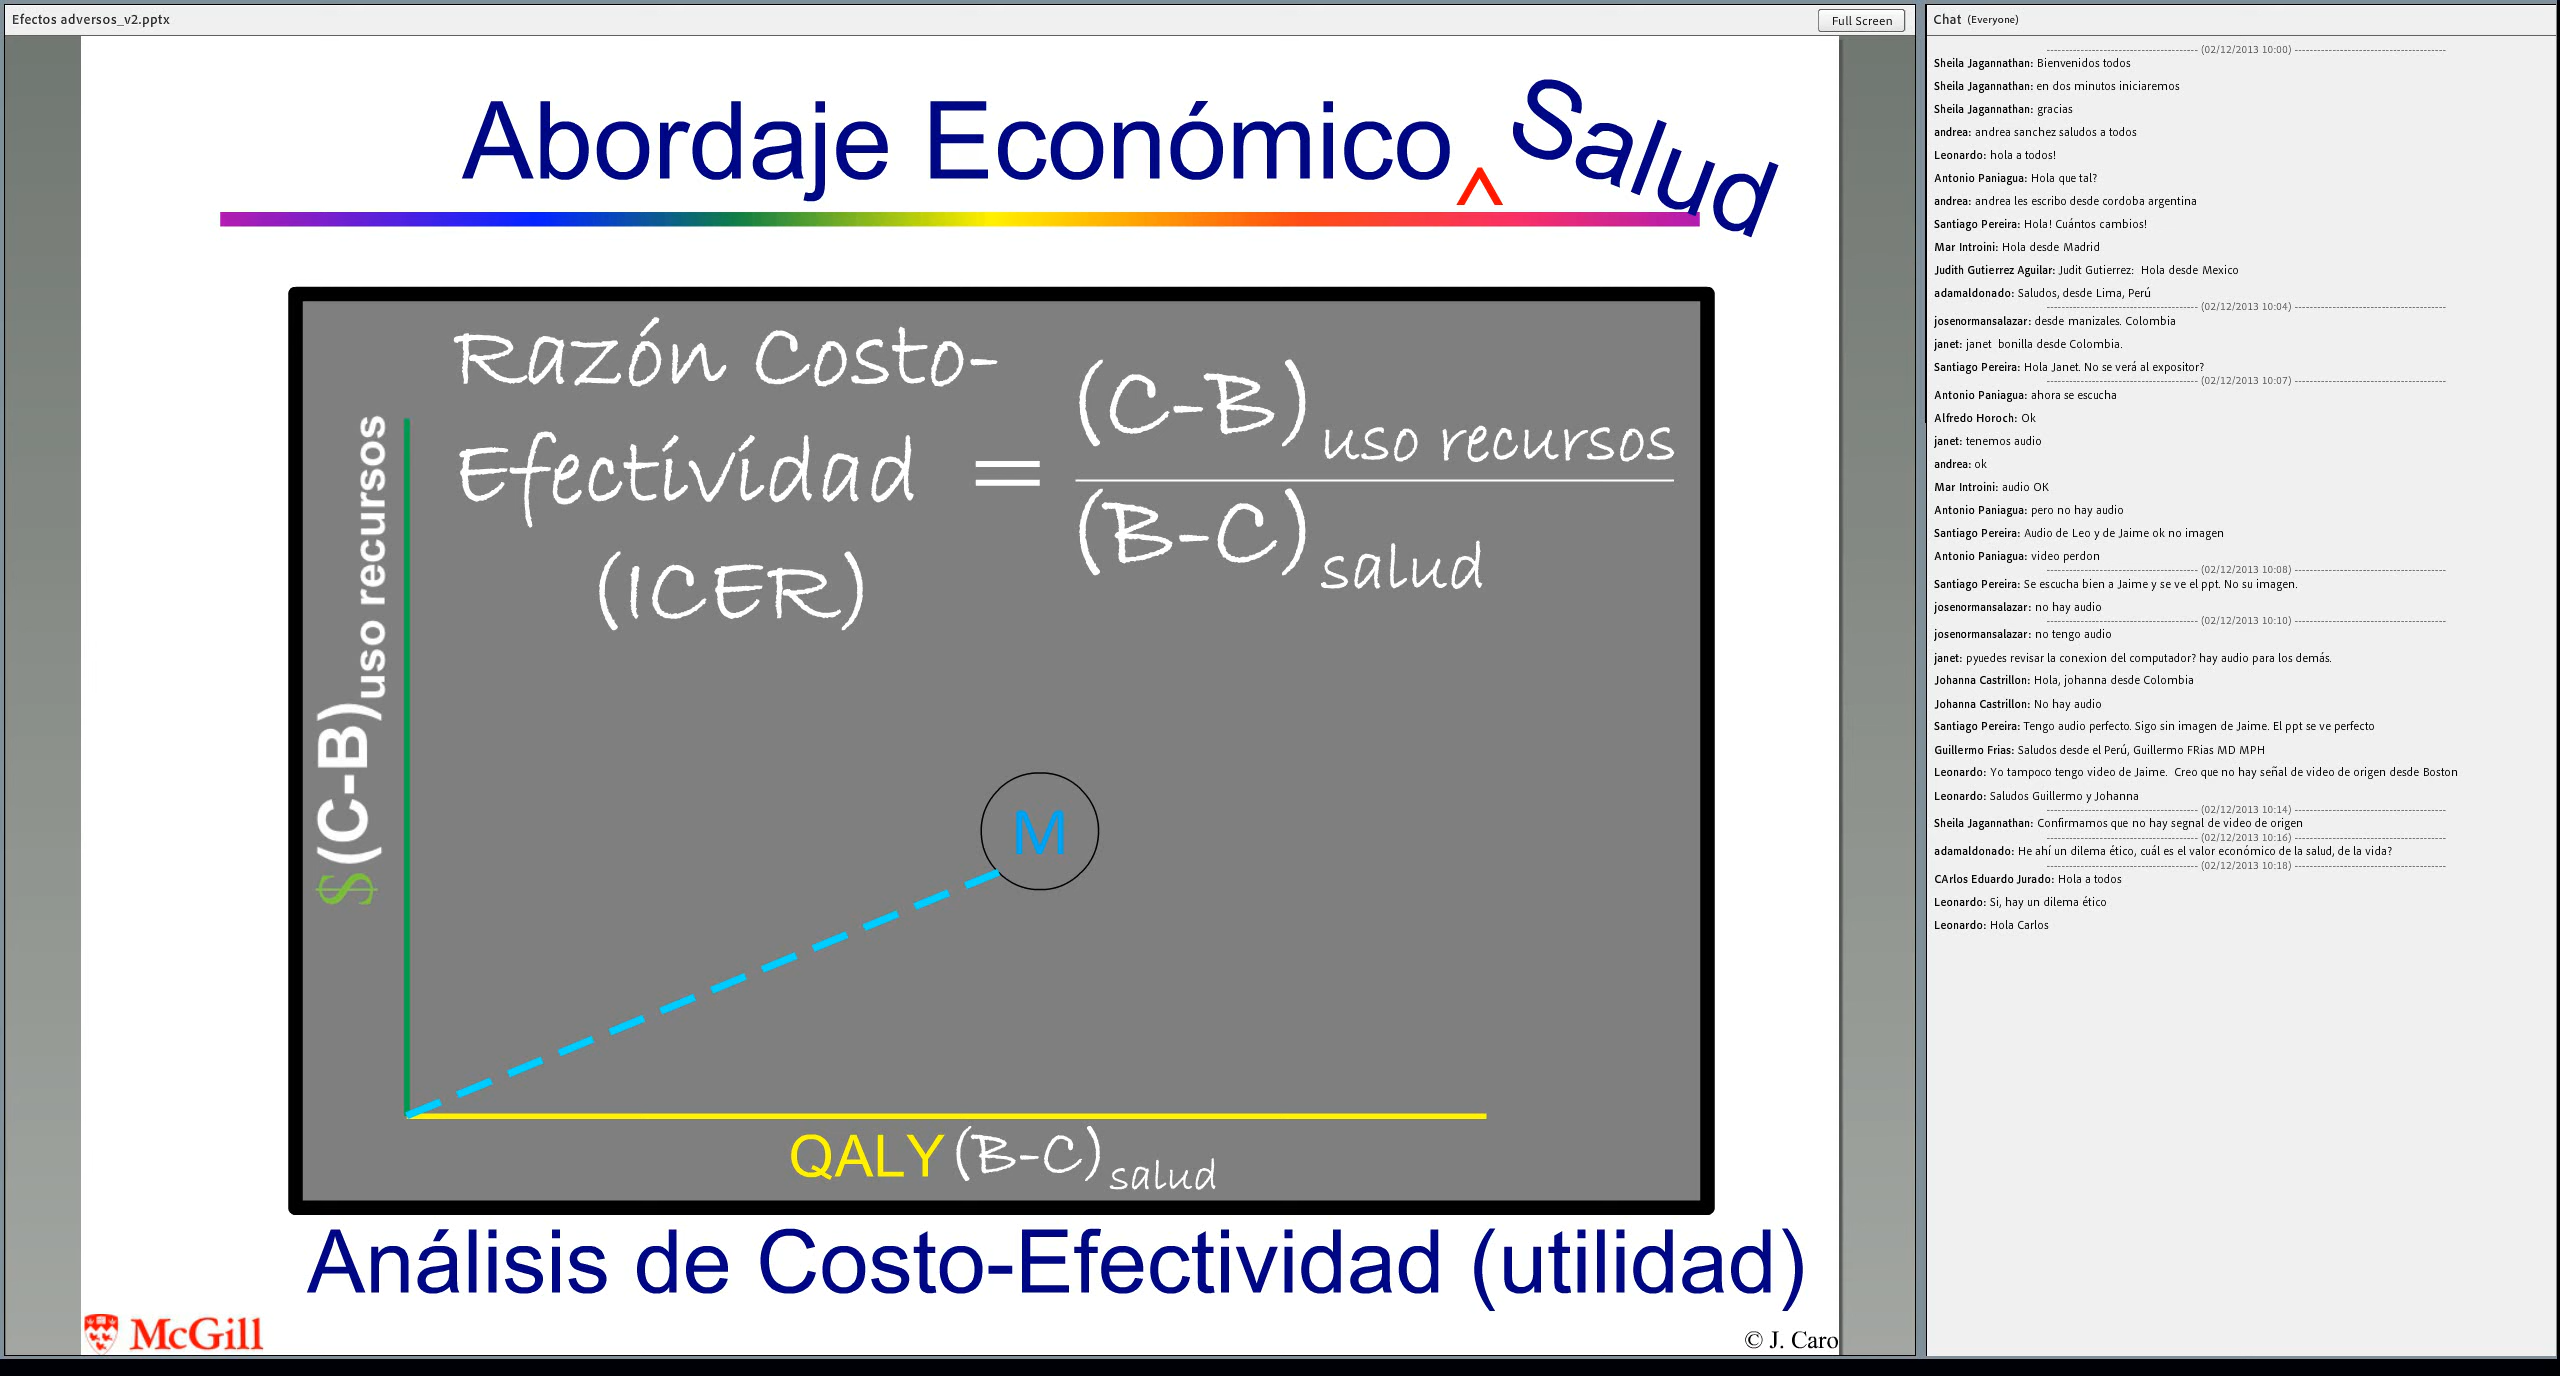 Efectos adversos_v2.pptx
Full Screen
Abordaje Económico ^ Salud
Razón Costo-
Efectividad
(ICER)
=
(C-B) uso recursos
(B-C) salud
$ (C-B) uso recursos
M
QALY (B-C) salud
Análisis de Costo-Efectividad (utilidad)
McGill
© J. Caro
Chat (Everyone)
(02/12/2013 10:00)
Sheila Jagannathan: Bienvenidos todos
Sheila Jagannathan: en dos minutos iniciaremos
Sheila Jagannathan: gracias
andrea: andrea sanchez saludos a todos
Leonardo: hola a todos!
Antonio Paniagua: Hola que tal?
andrea: andrea les escribo desde cordoba argentina
Santiago Pereira: Hola! Cuántos cambios!
Mar Introini: Hola desde Madrid
Judith Gutierrez Aguilar: Judit Gutierrez: Hola desde Mexico
adamaldonado: Saludos, desde Lima, Perú
(02/12/2013 10:04)
josenormansalazar: desde manizales. Colombia
janet: janet bonilla desde Colombia.
Santiago Pereira: Hola Janet. No se verá al expositor?
(02/12/2013 10:07)
Antonio Paniagua: ahora se escucha
Alfredo Horoch: Ok
janet: tenemos audio
andrea: ok
Mar Introini: audio OK
Antonio Paniagua: pero no hay audio
Santiago Pereira: Audio de Leo y de Jaime ok no imagen
Antonio Paniagua: video perdon
(02/12/2013 10:08)
Santiago Pereira: Se escucha bien a Jaime y se ve el ppt. No su imagen.
josenormansalazar: no hay audio
(02/12/2013 10:10)
josenormansalazar: no tengo audio
janet: pyuedes revisar la conexion del computador? hay audio para los demás.
Johanna Castrillon: Hola, johanna desde Colombia
Johanna Castrillon: No hay audio
Santiago Pereira: Tengo audio perfecto. Sigo sin imagen de Jaime. El ppt se ve perfecto
Guillermo Frias: Saludos desde el Perú, Guillermo FRias MD MPH
Leonardo: Yo tampoco tengo video de Jaime. Creo que no hay señal de video de origen desde Boston
Leonardo: Saludos Guillermo y Johanna
(02/12/2013 10:14)
Sheila Jagannathan: Confirmamos que no hay segnal de video de origen
(02/12/2013 10:16)
adamaldonado: He ahí un dilema ético, cuál es el valor económico de la salud, de la vida?
(02/12/2013 10:18)
CArlos Eduardo Jurado: Hola a todos
Leonardo: Si, hay un dilema ético
Leonardo: Hola Carlos